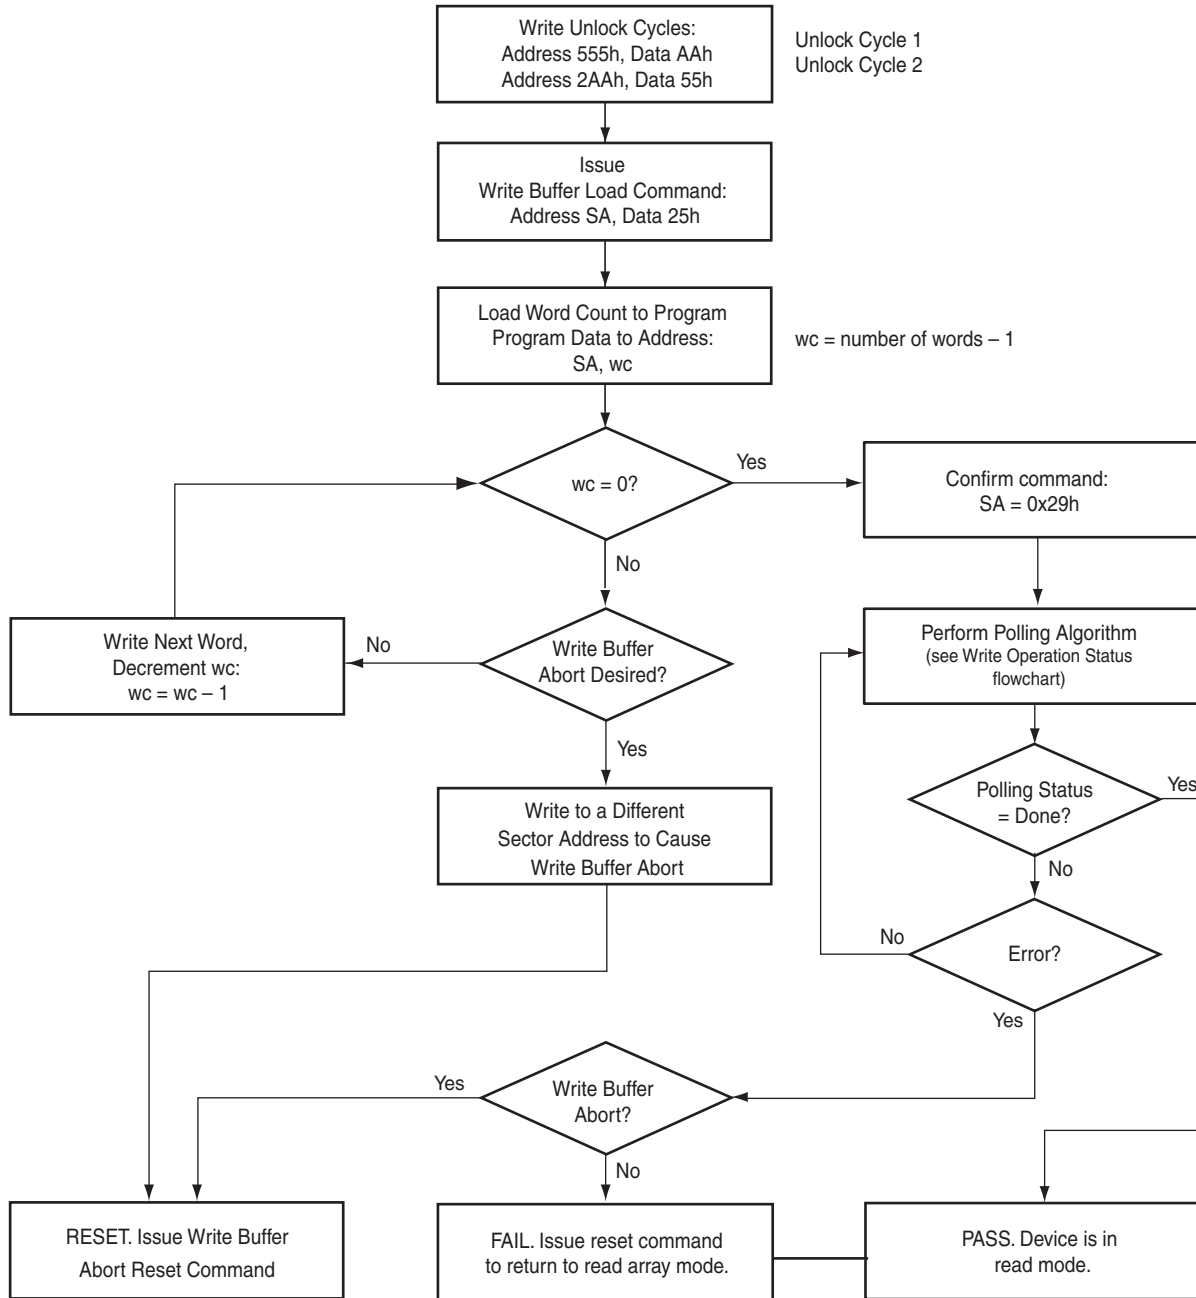 Write Unlock Cycles:
Address 555h, Data AAh
Address 2AAh, Data 55h
Unlock Cycle 1
Unlock Cycle 2
Issue
Write Buffer Load Command:
Address SA, Data 25h
Load Word Count to Program
Program Data to Address:
SA, wc
wc = number of words – 1
wc = 0?
Yes
Confirm command:
SA = 0x29h
No
Write Next Word,
Decrement wc:
wc = wc – 1
No
Write Buffer
Abort Desired?
Perform Polling Algorithm
(see Write Operation Status
flowchart)
Yes
Polling Status
= Done?
Yes
Write to a Different
Sector Address to Cause
Write Buffer Abort
No
No
Error?
Yes
Yes
Write Buffer
Abort?
No
RESET. Issue Write Buffer
Abort Reset Command
FAIL. Issue reset command
to return to read array mode.
PASS. Device is in
read mode.